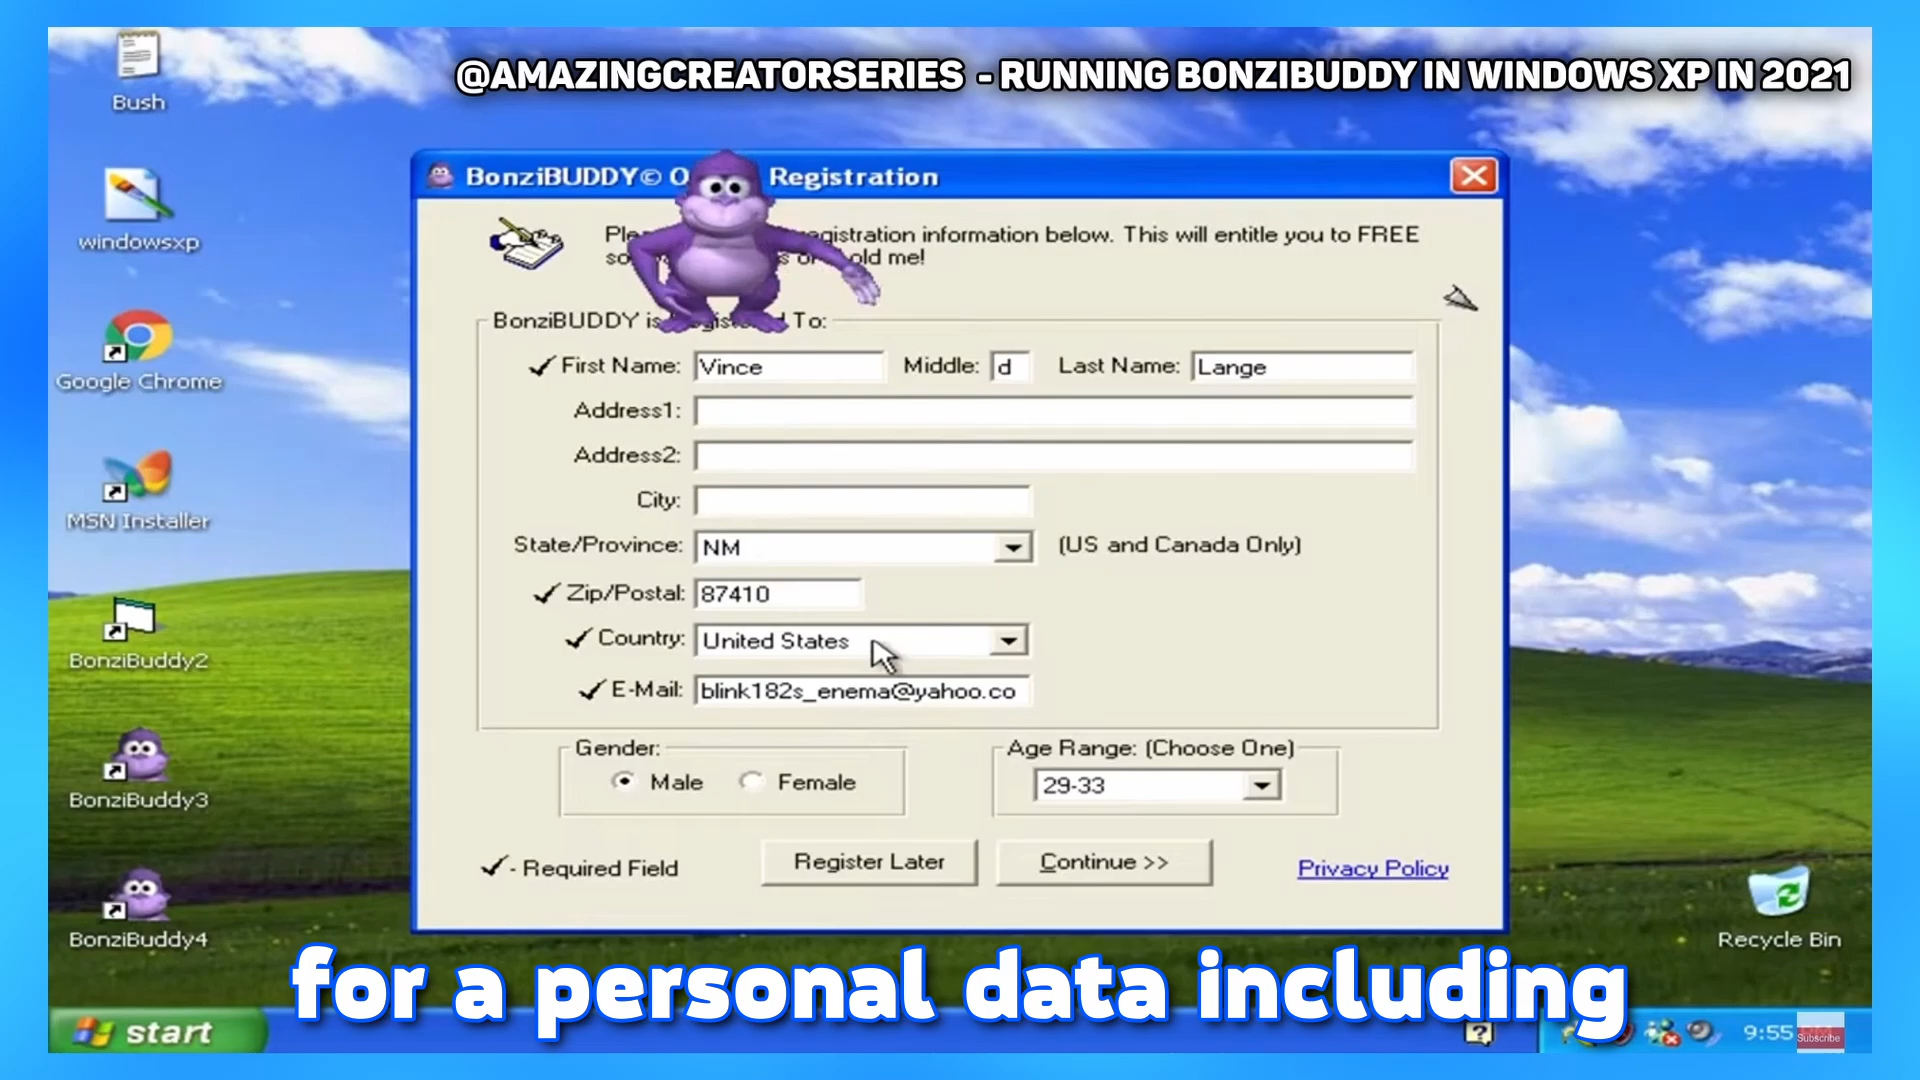 @AMAZINGCREATORSERIES - RUNNING BONZIBUDDY IN WINDOWS XP IN 2021
Bush
windowsxp
Google Chrome
MSN Installer
BonziBuddy2
BonziBuddy3
BonziBuddy4
Recycle Bin
BonziBUDDY© O Registration
egistration information below. This will entitle you to FREE
old me!
BonziBUDDY is To:
First Name: Vince Middle: d Last Name: Lange
Address1:
Address2:
City:
State/Province: NM (US and Canada Only)
Zip/Postal: 87410
Country: United States
E-Mail: blink182s_enema@yahoo.co
Gender: Age Range: (Choose One)
Male Female 29-33
- Required Field Register Later Continue >> Privacy Policy
for a personal data including
start 9:55 Subscribe